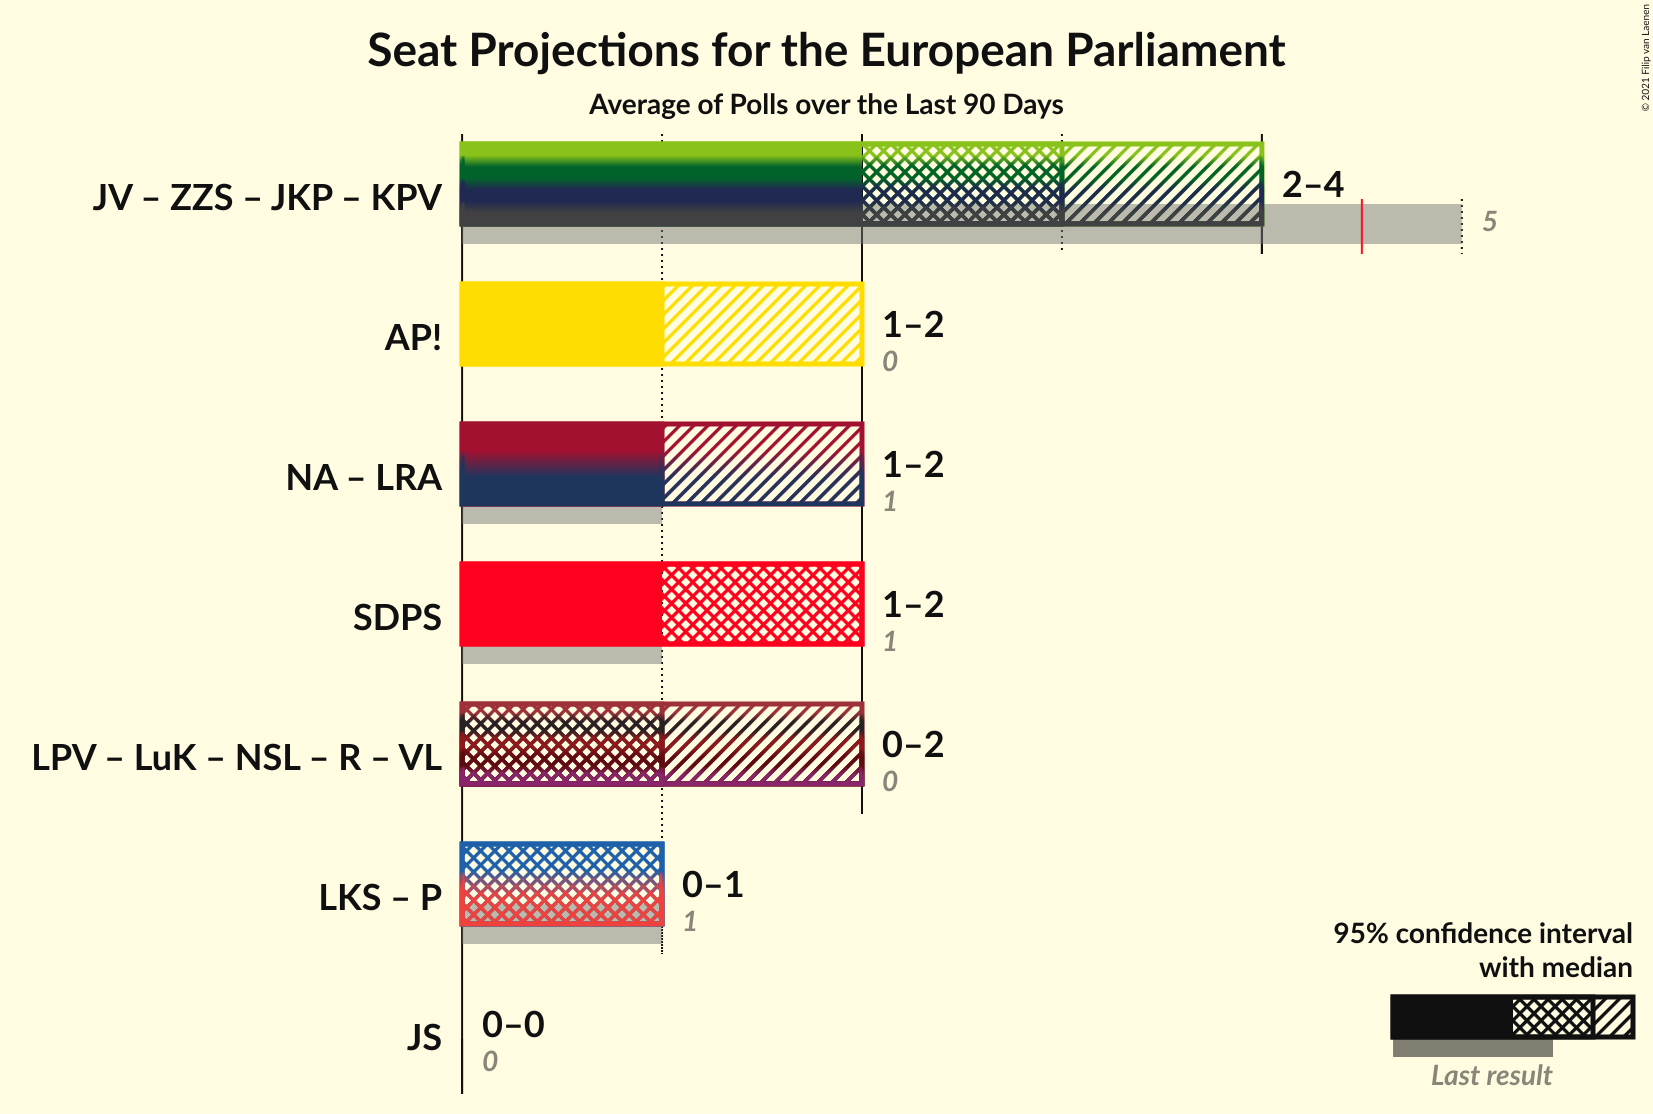 Seat Projections for the European Parliament
Average of Polls over the Last 90 Days
© 2021 Filip van Laenen
JV – ZZS – JKP – KPV
2–4
5
AP!
1–2
0
NA – LRA
1–2
1
SDPS
1–2
1
LPV – LuK – NSL – R – VL
0–2
0
LKS – P
0–1
1
JS
0–0
0
95% confidence interval
with median
Last result